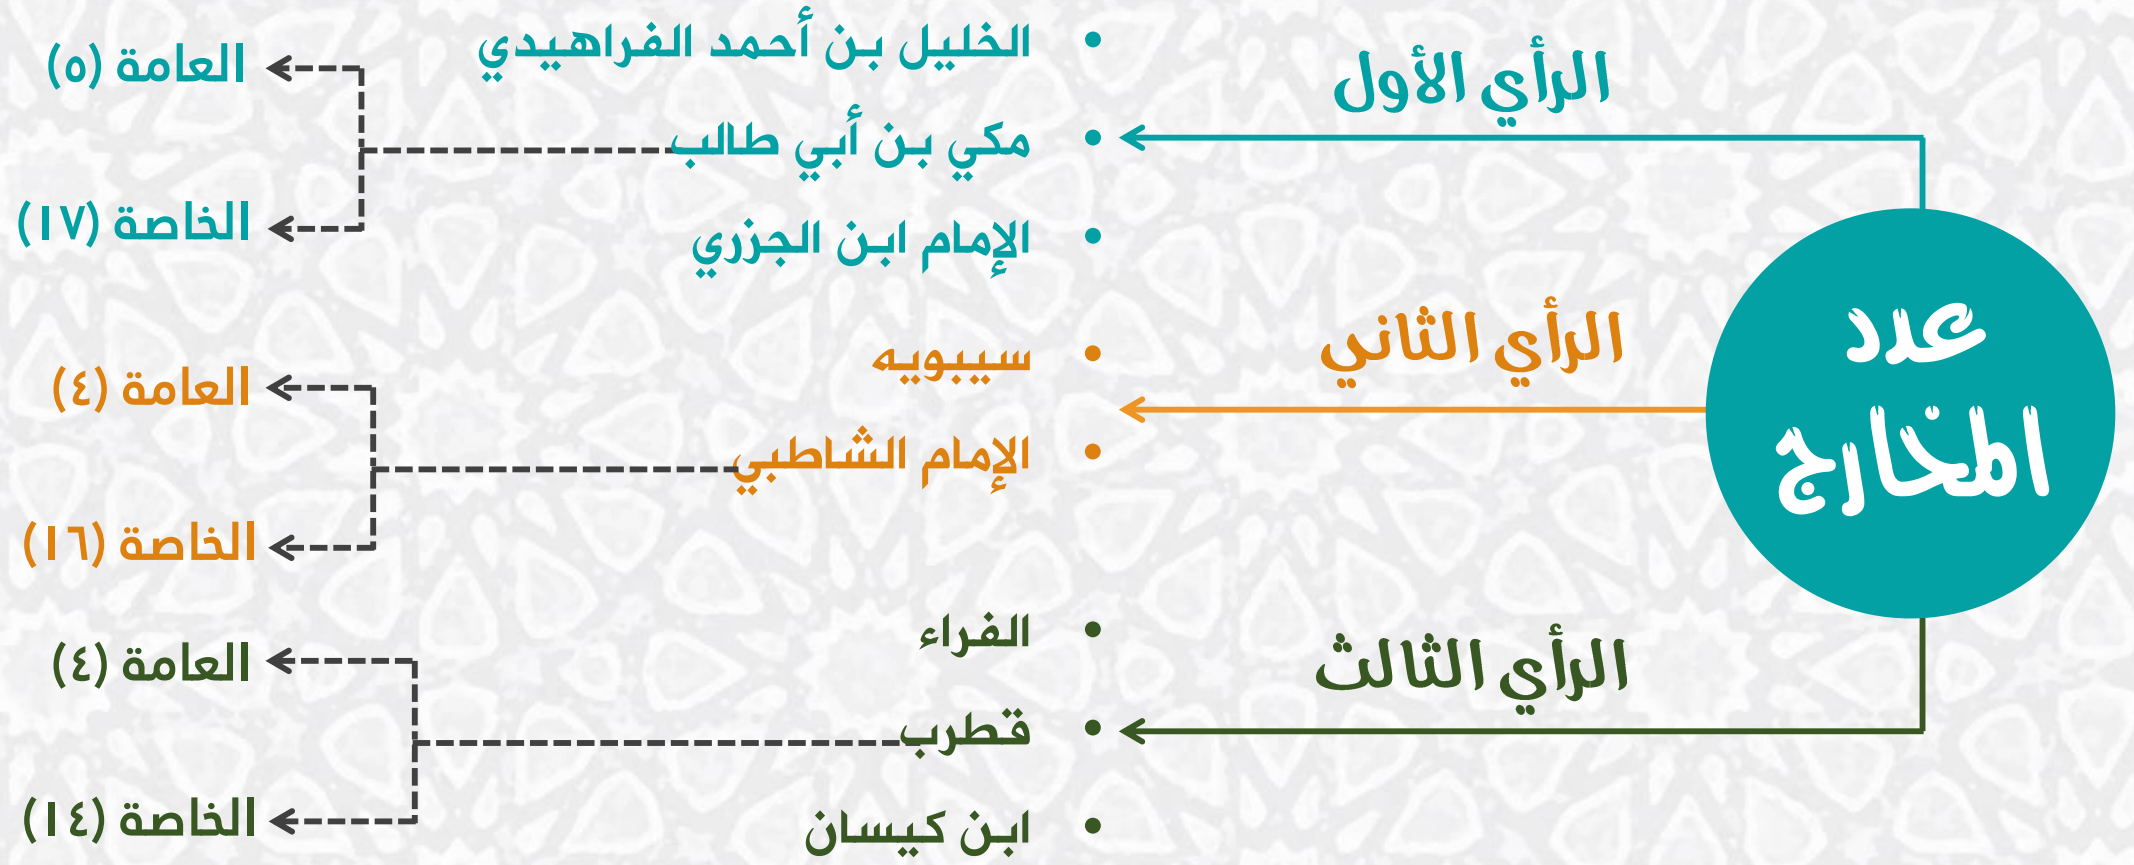 عدد
المخارج
الرأي الأول
• الخليل بن أحمد الفراهيدي
• مكي بن أبي طالب
• الإمام ابن الجزري
العامة (٥)
الخاصة (١٧)
الرأي الثاني
• سيبويه
• الإمام الشاطبي
العامة (٤)
الخاصة (١٦)
الرأي الثالث
• الفراء
• قطرب
• ابن كيسان
العامة (٤)
الخاصة (١٤)